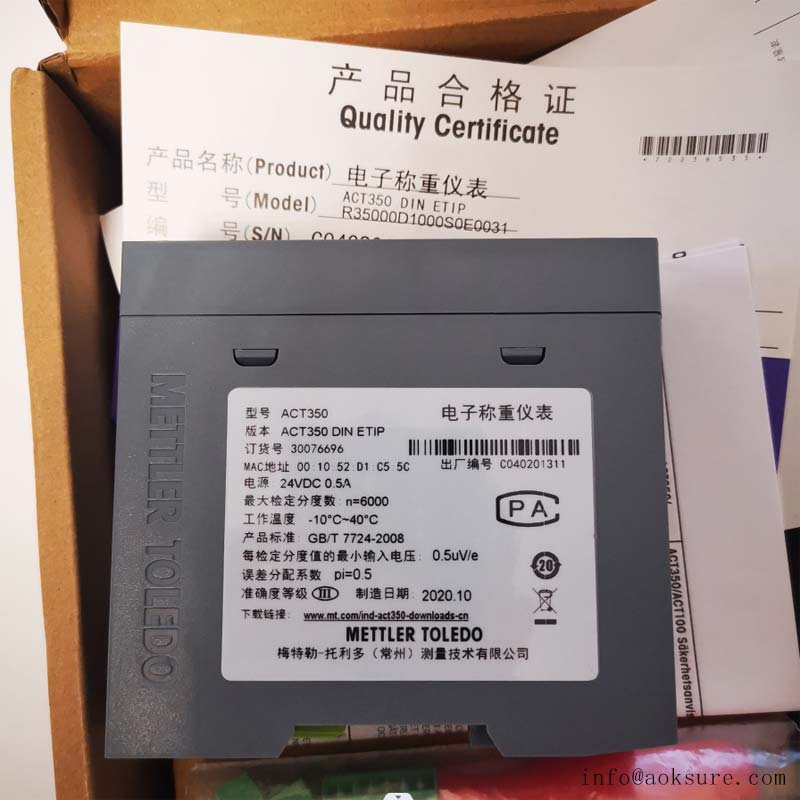 产品合格证
Quality Certificate
产品名称(Product) 电子称重仪表
型 号(Model) ACT350 DIN ETIP
R35000D1000S0E0031
编 号(S/N)
*72236535*
METTLER TOLEDO
型号 ACT350
电子称重仪表
版本 ACT350 DIN ETIP
订货号 30076696
MAC地址 00 10 52 D1 C5 5C
出厂编号 C040201311
电源 24VDC 0.5A
最大检定分度数: n=6000
PA
工作温度 -10°C~40°C
产品标准: GB/T 7724-2008
每检定分度值的最小输入电压: 0.5uV/e
20
误差分配系数 pi=0.5
准确度等级 III 制造日期: 2020.10
下载链接: www.mt.com/ind-act350-downloads-cn
METTLER TOLEDO
梅特勒-托利多（常州）测量技术有限公司
ACT350/ACT100 Säkerhetsanvis
info@aoksure.com